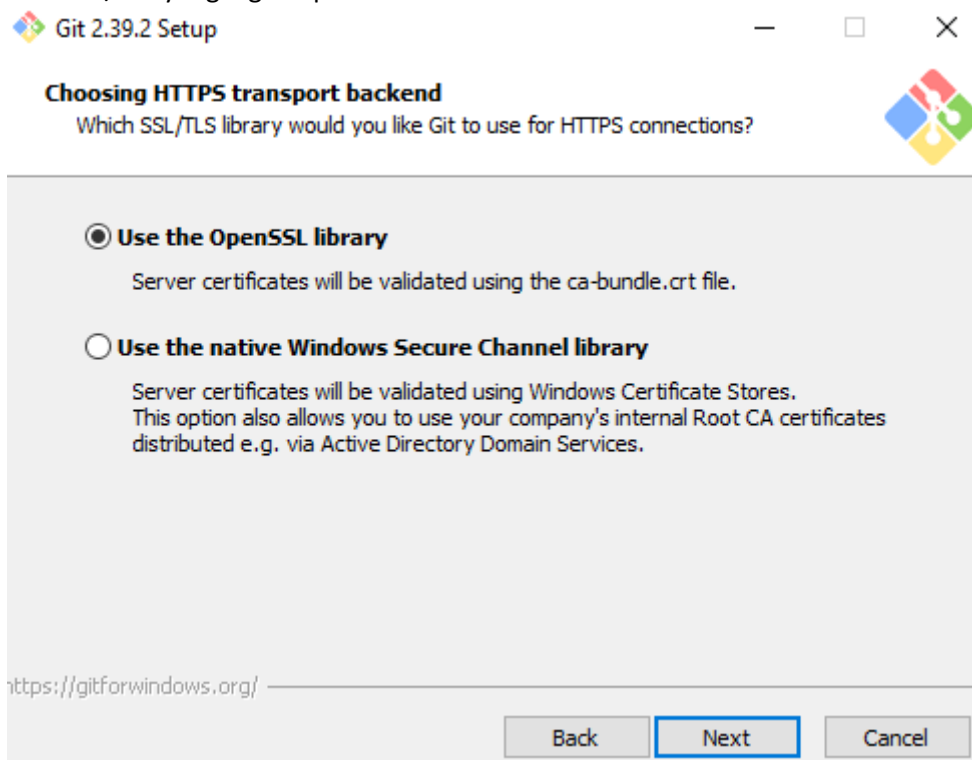 Git 2.39.2 Setup
Choosing HTTPS transport backend
Which SSL/TLS library would you like Git to use for HTTPS connections?
Use the OpenSSL library
Server certificates will be validated using the ca-bundle.crt file.
Use the native Windows Secure Channel library
Server certificates will be validated using Windows Certificate Stores.
This option also allows you to use your company's internal Root CA certificates
distributed e.g. via Active Directory Domain Services.
https://gitforwindows.org/
Back Next Cancel